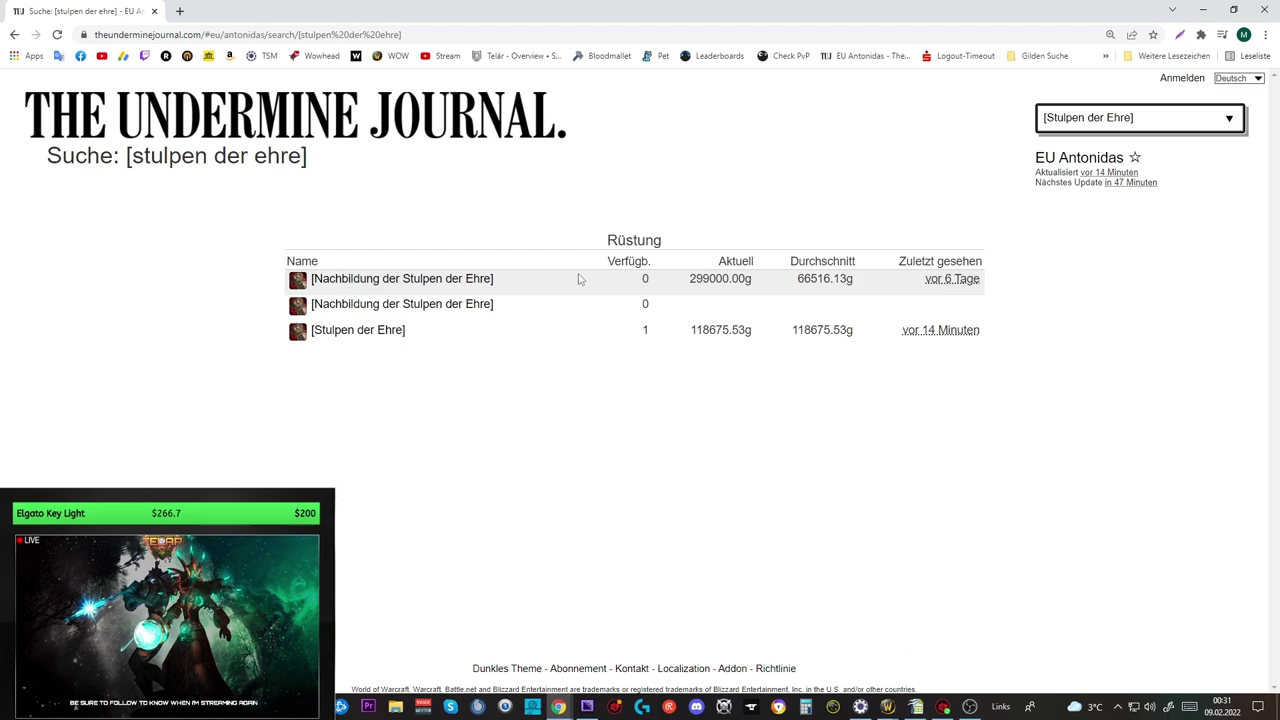 Suche: [stulpen der ehre] - EU An
theunderminejournal.com/#eu/antonidas/search/[stulpen%20der%20ehre]
M
Apps
TSM
Wowhead
WOW
Stream
Telár - Overview • S...
Bloodmallet
Pet
Leaderboards
Check PvP
EU Antonidas - The...
Logout-Timeout
Gilden Suche
»
Weitere Lesezeichen
Leseliste
Anmelden
Deutsch
THE UNDERMINE JOURNAL.
Suche: [stulpen der ehre]
[Stulpen der Ehre]
EU Antonidas ☆
Aktualisiert vor 14 Minuten
Nächstes Update in 47 Minuten
Rüstung
Name Verfügb. Aktuell Durchschnitt Zuletzt gesehen
[Nachbildung der Stulpen der Ehre] 0 299000.00g 66516.13g vor 6 Tage
[Nachbildung der Stulpen der Ehre] 0
[Stulpen der Ehre] 1 118675.53g 118675.53g vor 14 Minuten
Elgato Key Light $266.7 $200
LIVE
TELAR
BE SURE TO FOLLOW TO KNOW WHEN I'M STREAMING AGAIN
Dunkles Theme - Abonnement - Kontakt - Localization - Addon - Richtlinie
World of Warcraft, Warcraft, Battle.net and Blizzard Entertainment are trademarks or registered trademarks of Blizzard Entertainment, Inc. in the U.S. and/or other countries.
Links
3°C
00:31
09.02.2022